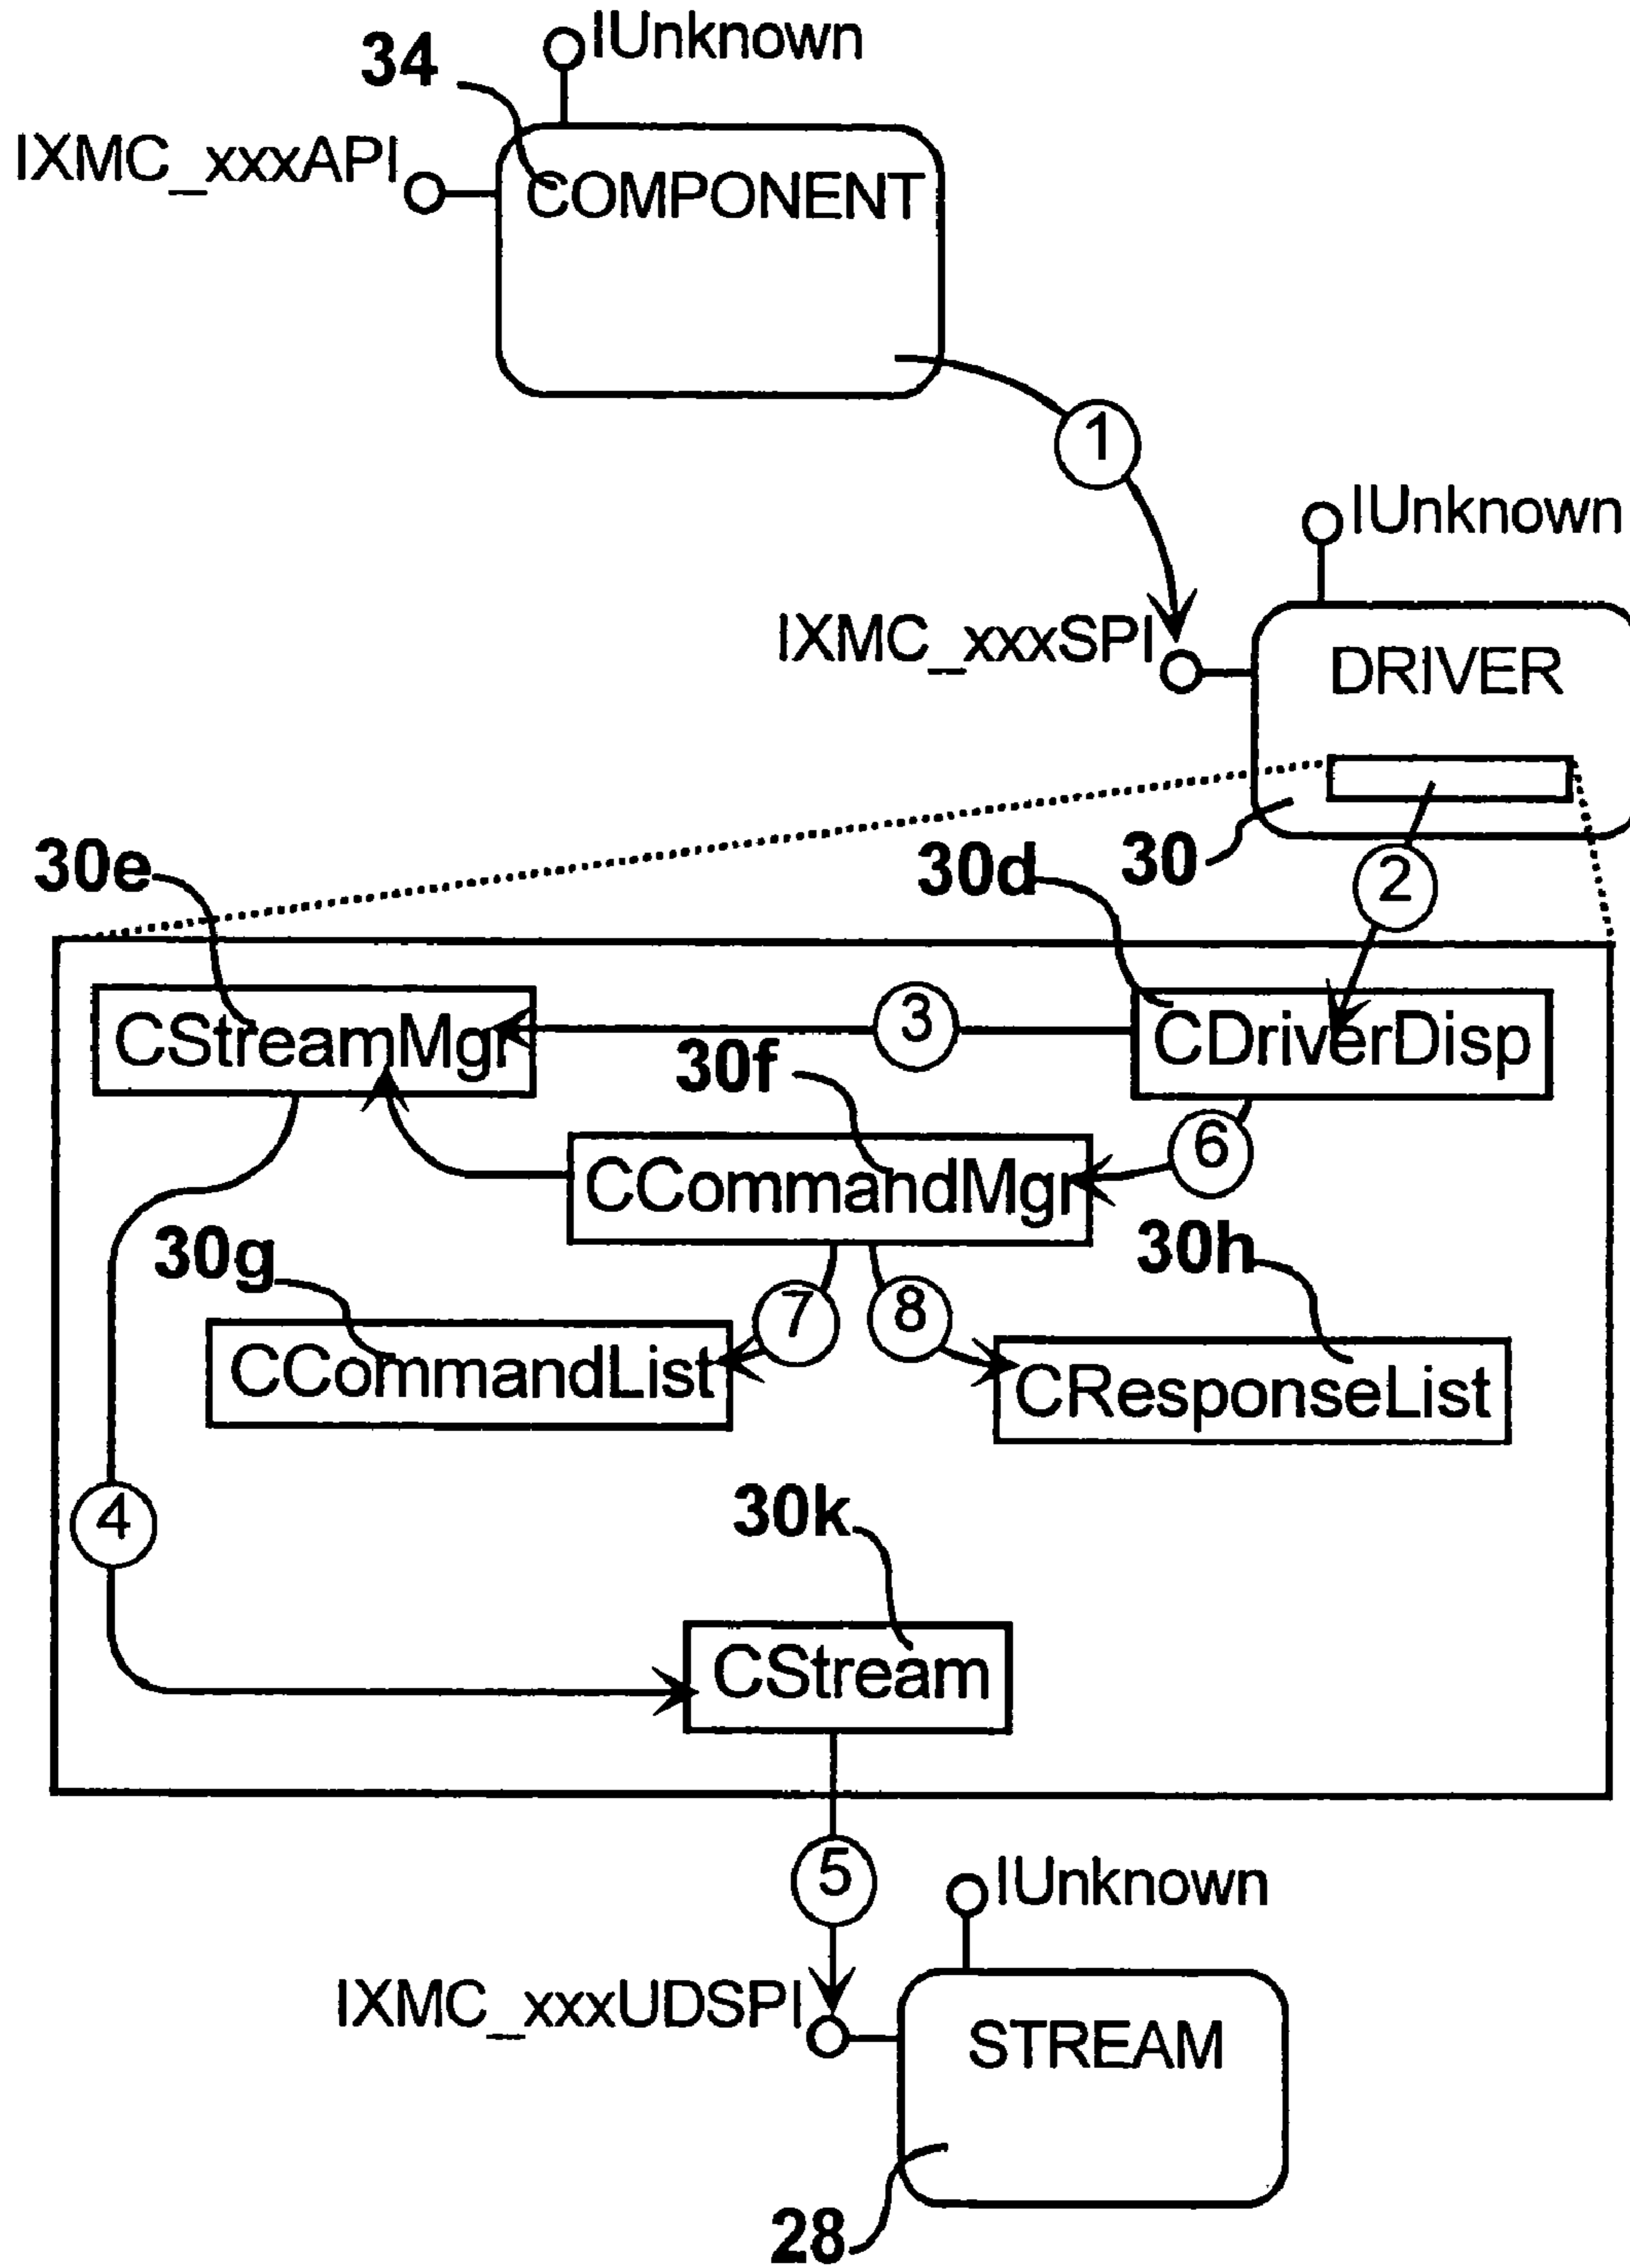 IUnknown
34
IXMC_xxxAPI
COMPONENT
1
IUnknown
IXMC_xxxSPI
DRIVER
30
2
30e
30d
CStreamMgr
3
CDriverDisp
30f
6
CCommandMgr
30g
30h
7
8
CCommandList
CResponseList
4
30k
CStream
5
IUnknown
IXMC_xxxUDSPI
STREAM
28